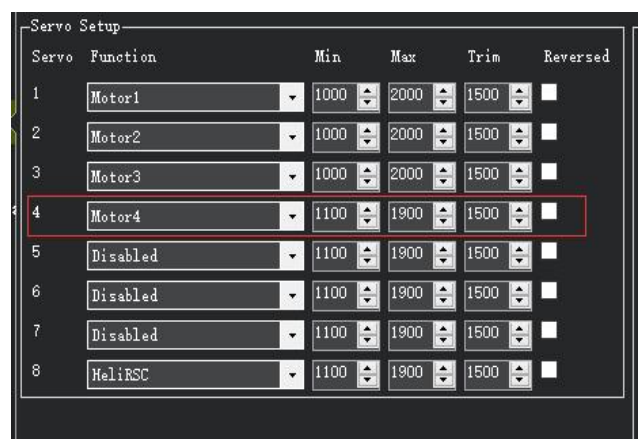 Servo Setup
Servo Function Min Max Trim Reversed
1 Motor1 1000 2000 1500
2 Motor2 1000 2000 1500
3 Motor3 1000 2000 1500
4 Motor4 1100 1900 1500
5 Disabled 1100 1900 1500
6 Disabled 1100 1900 1500
7 Disabled 1100 1900 1500
8 HeliRSC 1100 1900 1500